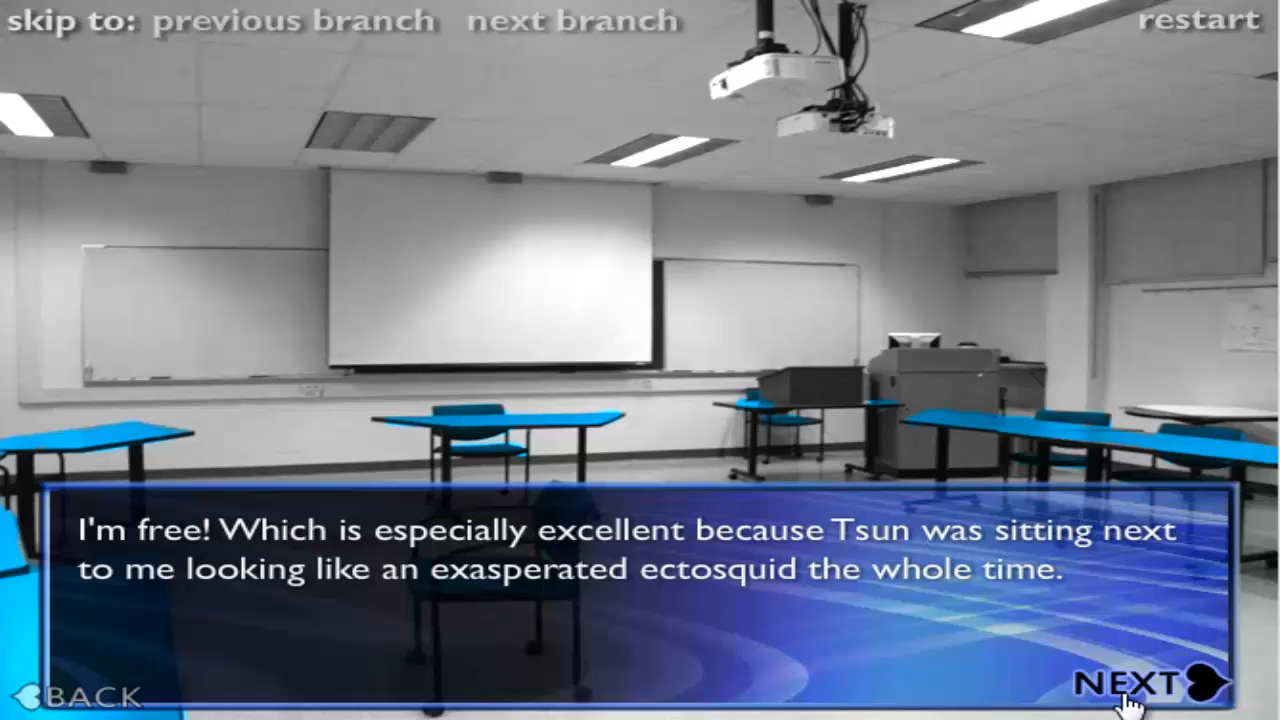 skip to: previous branch next branch restart
I'm free! Which is especially excellent because Tsun was sitting next
to me looking like an exasperated ectosquid the whole time.
BACK NEXT